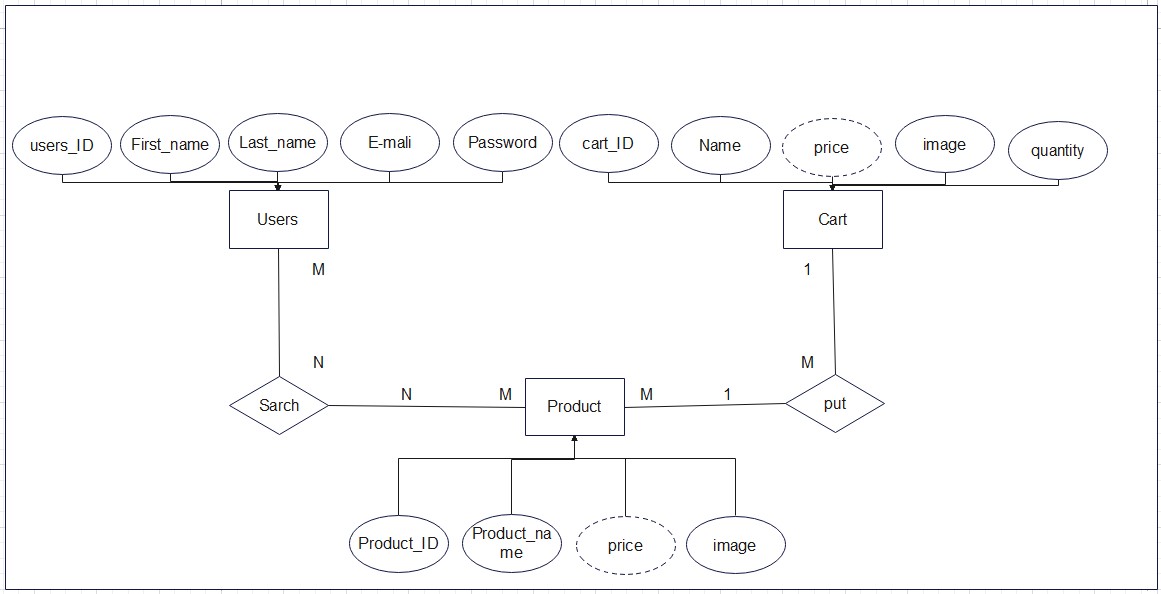 users_ID
First_name
Last_name
E-mali
Password
cart_ID
Name
price
image
quantity
Users
Cart
M
1
N
M
Sarch
N
M
Product
M
1
put
Product_ID
Product_na
me
price
image